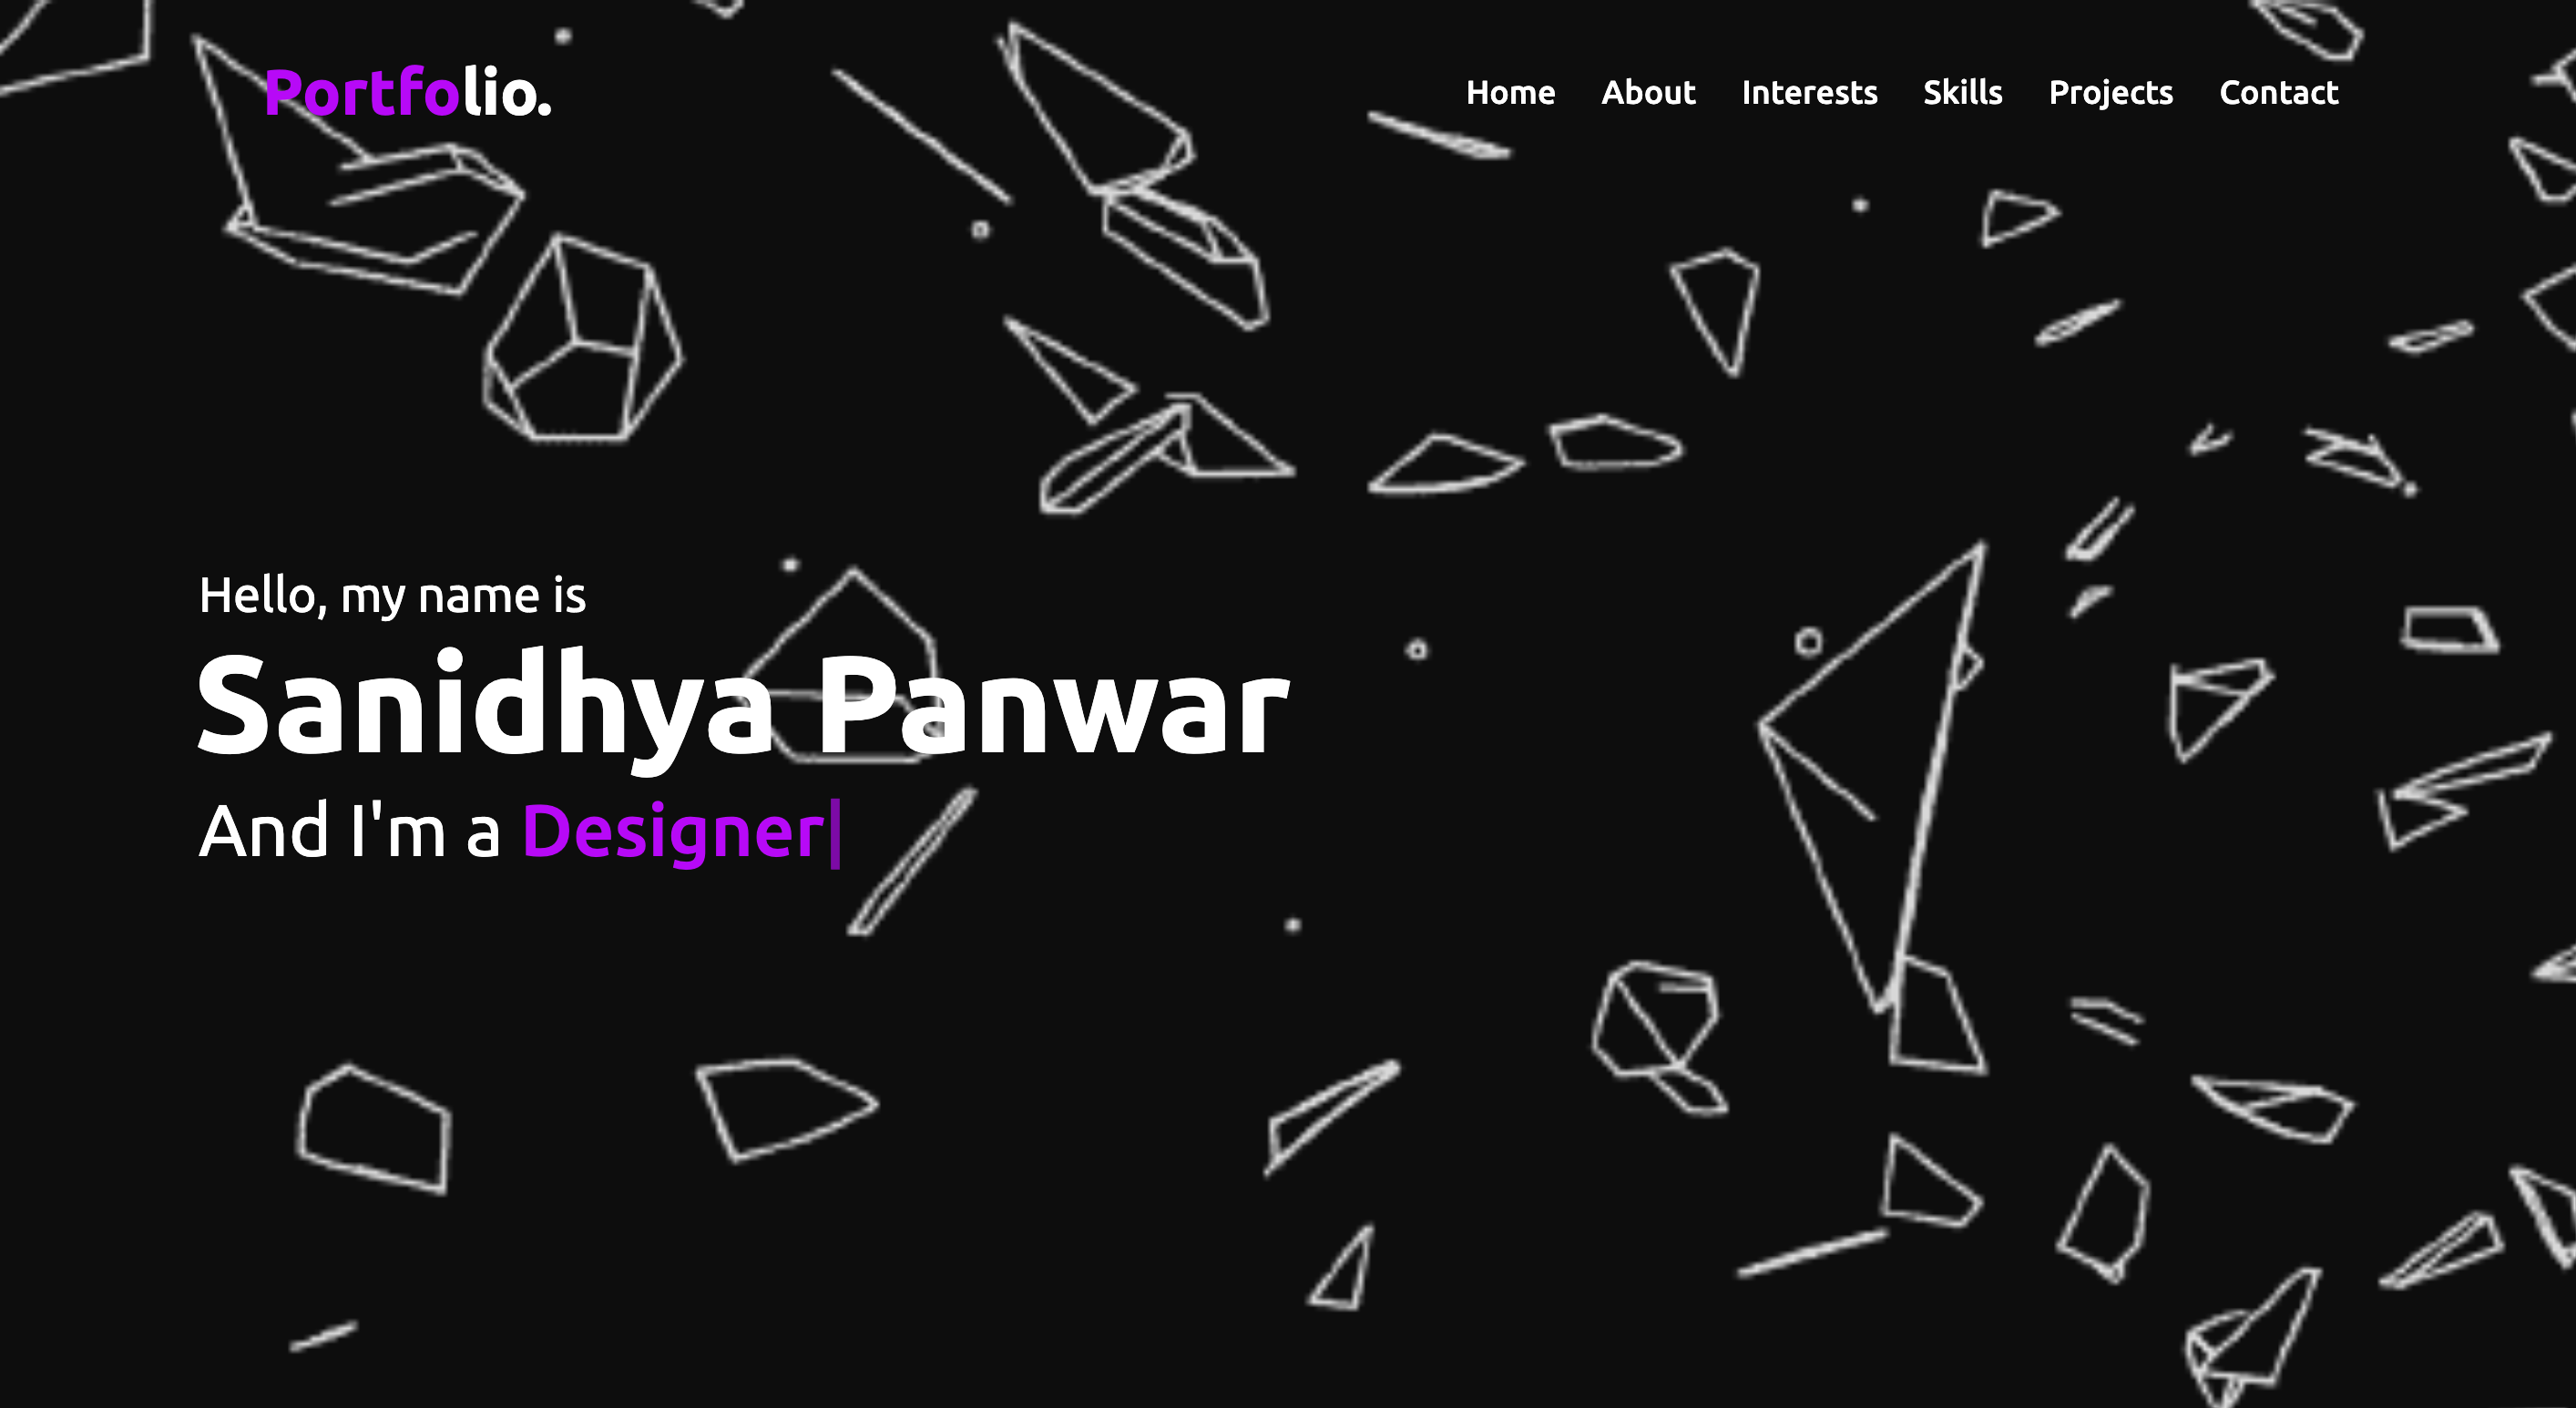 Portfolio.
Home About Interests Skills Projects Contact
Hello, my name is
Sanidhya Panwar
And I'm a Designer|